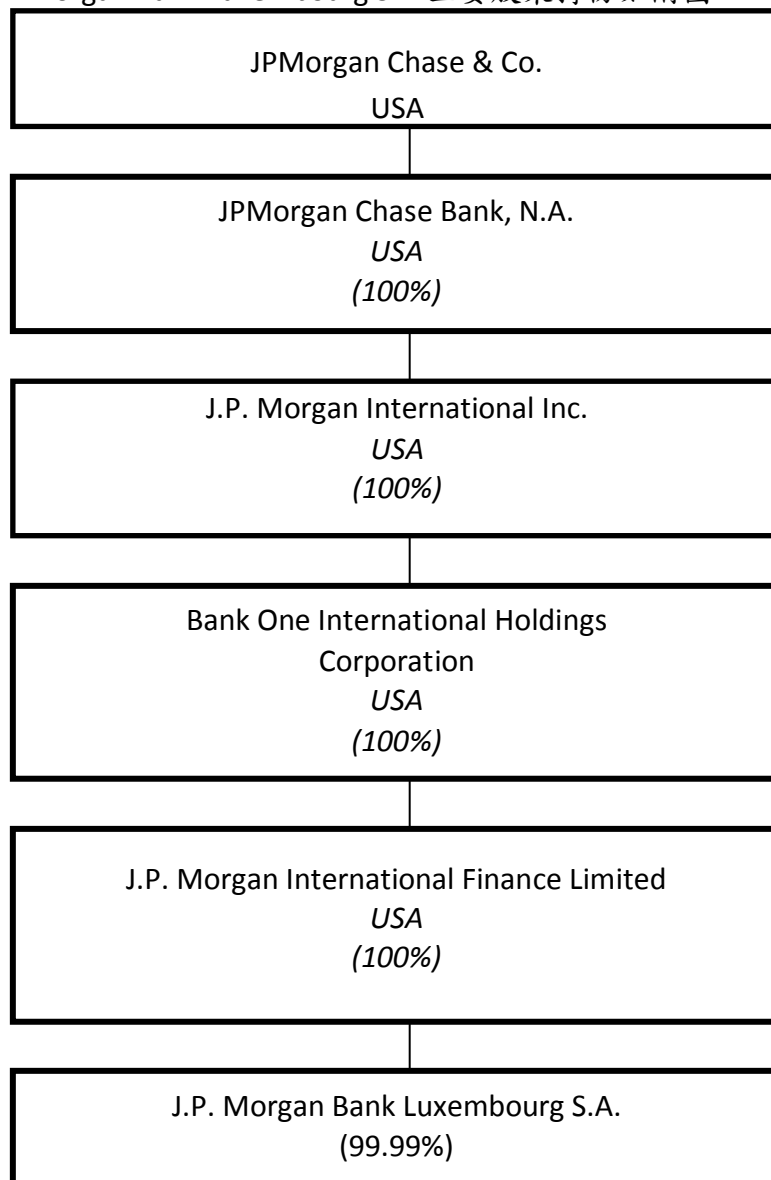 JPMorgan Chase & Co.
USA
JPMorgan Chase Bank, N.A.
USA
(100%)
J.P. Morgan International Inc.
USA
(100%)
Bank One International Holdings
Corporation
USA
(100%)
J.P. Morgan International Finance Limited
USA
(100%)
J.P. Morgan Bank Luxembourg S.A.
(99.99%)